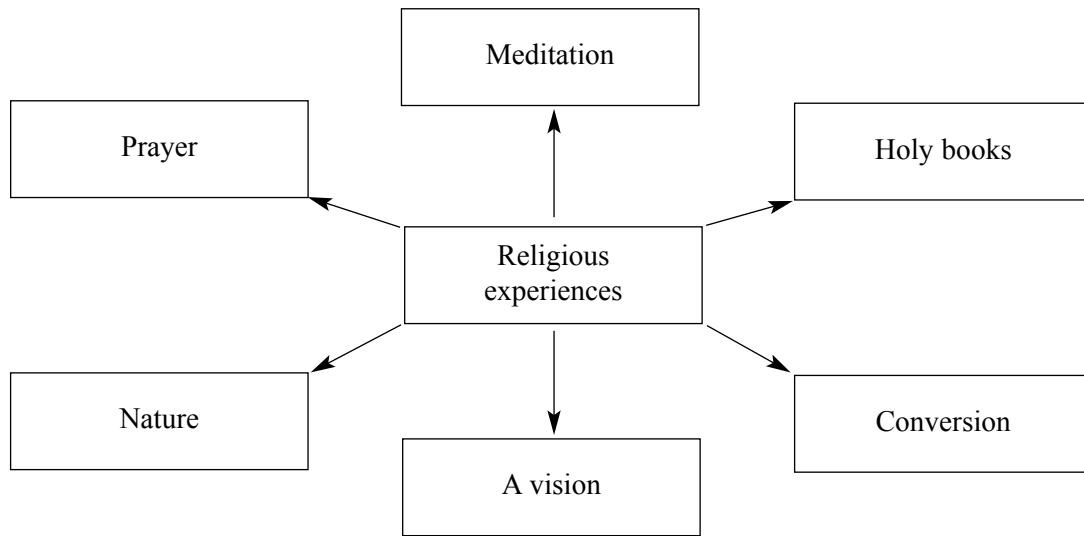 Meditation
Prayer
Holy books
Religious
experiences
Nature
Conversion
A vision